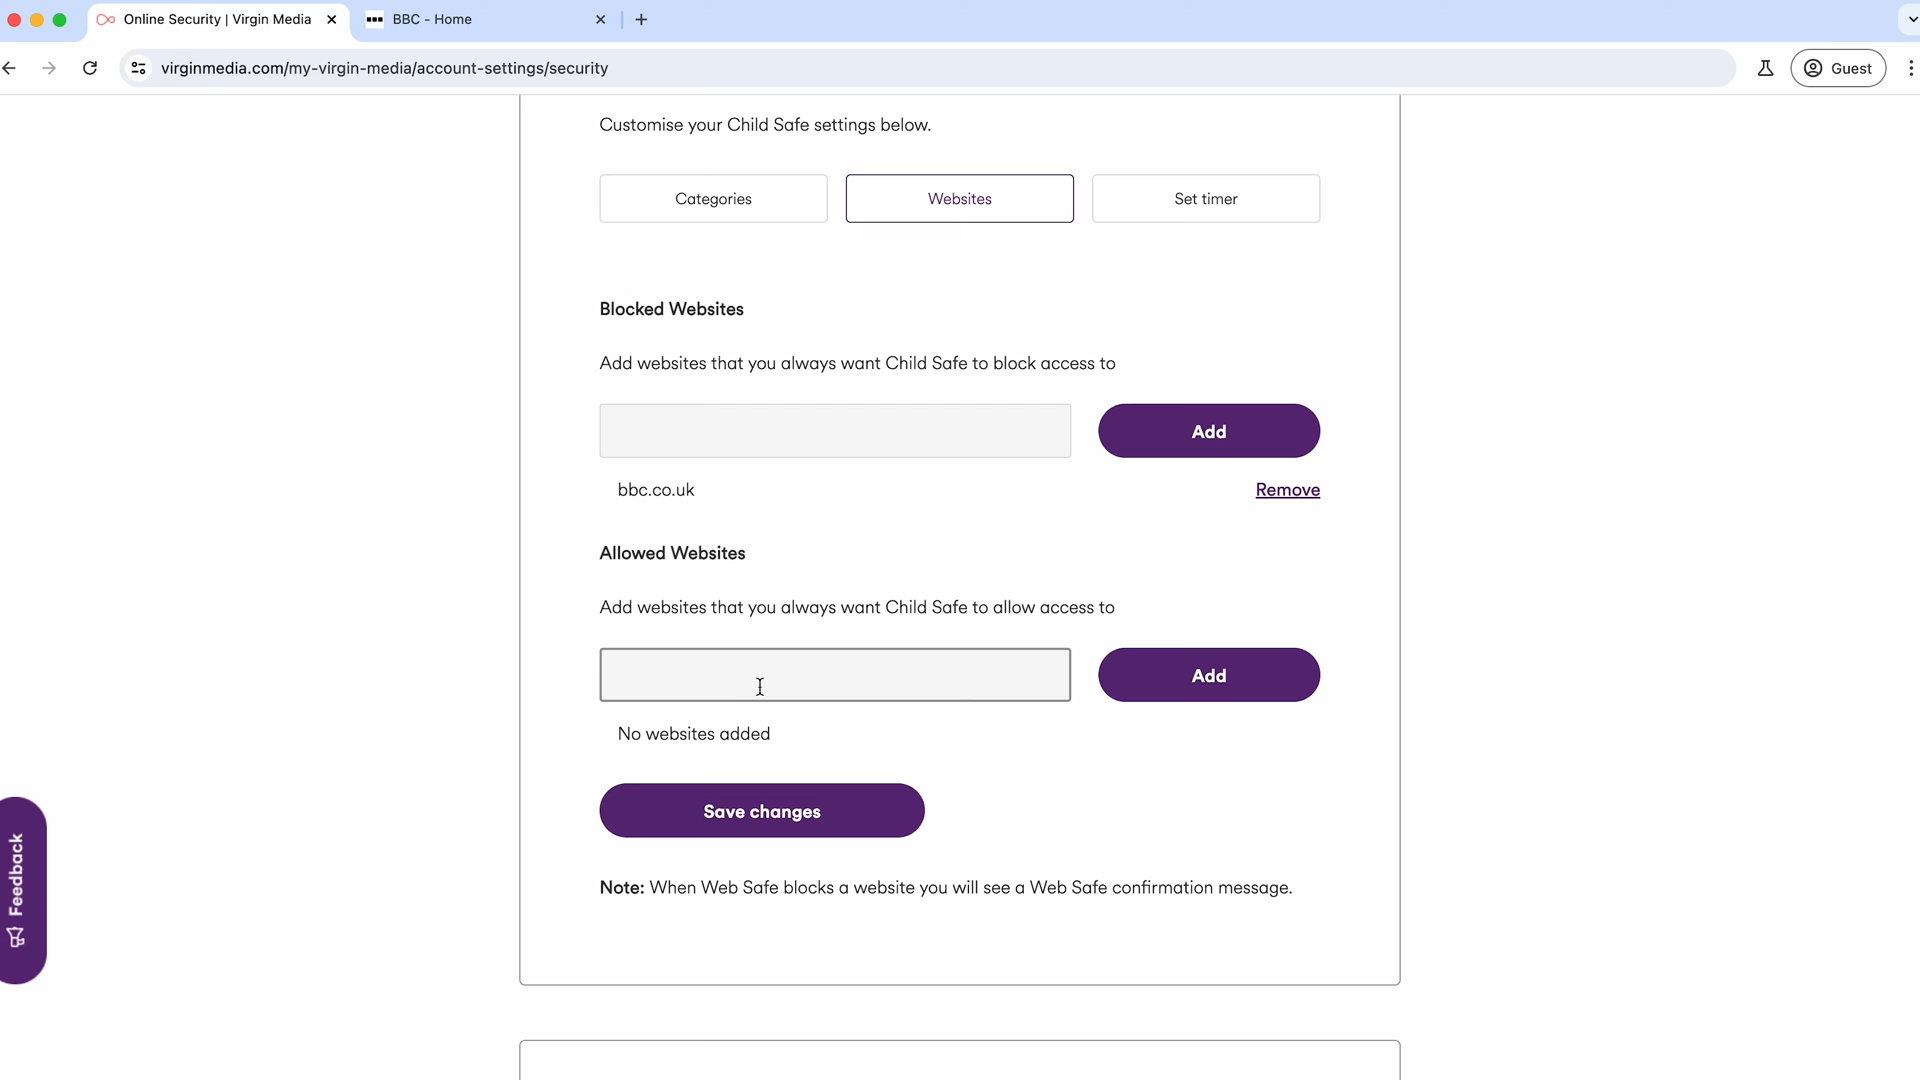 Online Security | Virgin Media
BBC - Home
virginmedia.com/my-virgin-media/account-settings/security
Guest
Customise your Child Safe settings below.
Categories
Websites
Set timer
Blocked Websites
Add websites that you always want Child Safe to block access to
Add
bbc.co.uk
Remove
Allowed Websites
Add websites that you always want Child Safe to allow access to
Add
No websites added
Save changes
Note: When Web Safe blocks a website you will see a Web Safe confirmation message.
Feedback